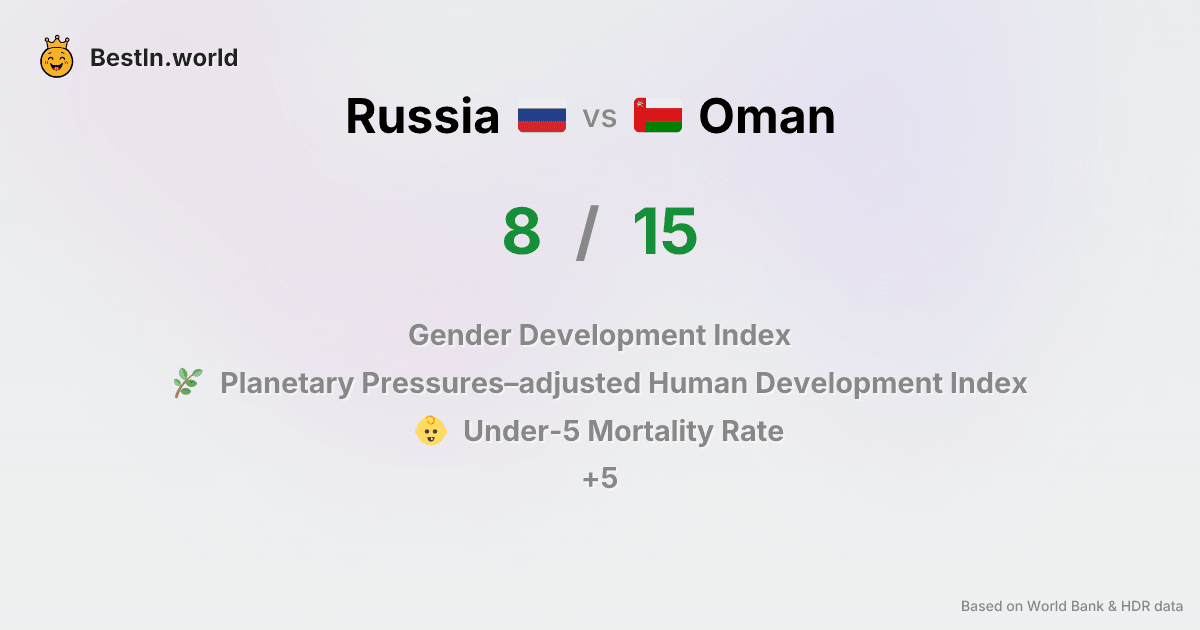 BestIn.world
Russia vs Oman
8 / 15
Gender Development Index
Planetary Pressures–adjusted Human Development Index
Under-5 Mortality Rate
+5
Based on World Bank & HDR data